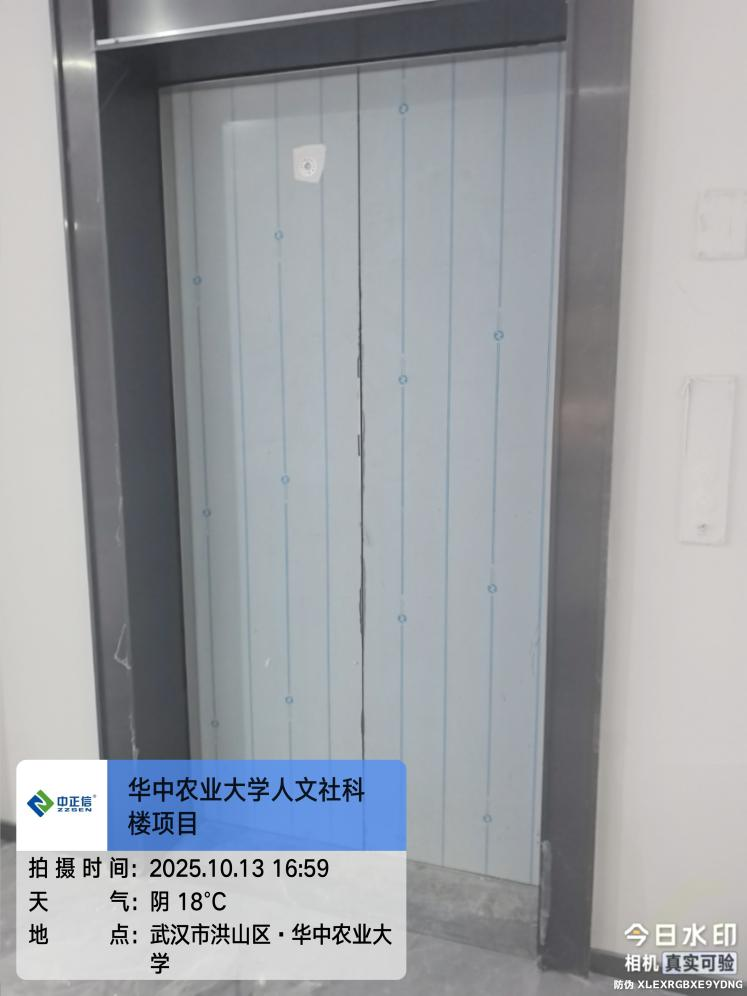 中正信®
ZZSEN
华中农业大学人文社科
楼项目
拍摄时间：2025.10.13 16:59
天气：阴 18℃
地点：武汉市洪山区·华中农业大
学
今日水印
相机 真实可验
防伪 XLEXRGBXE9YDNG